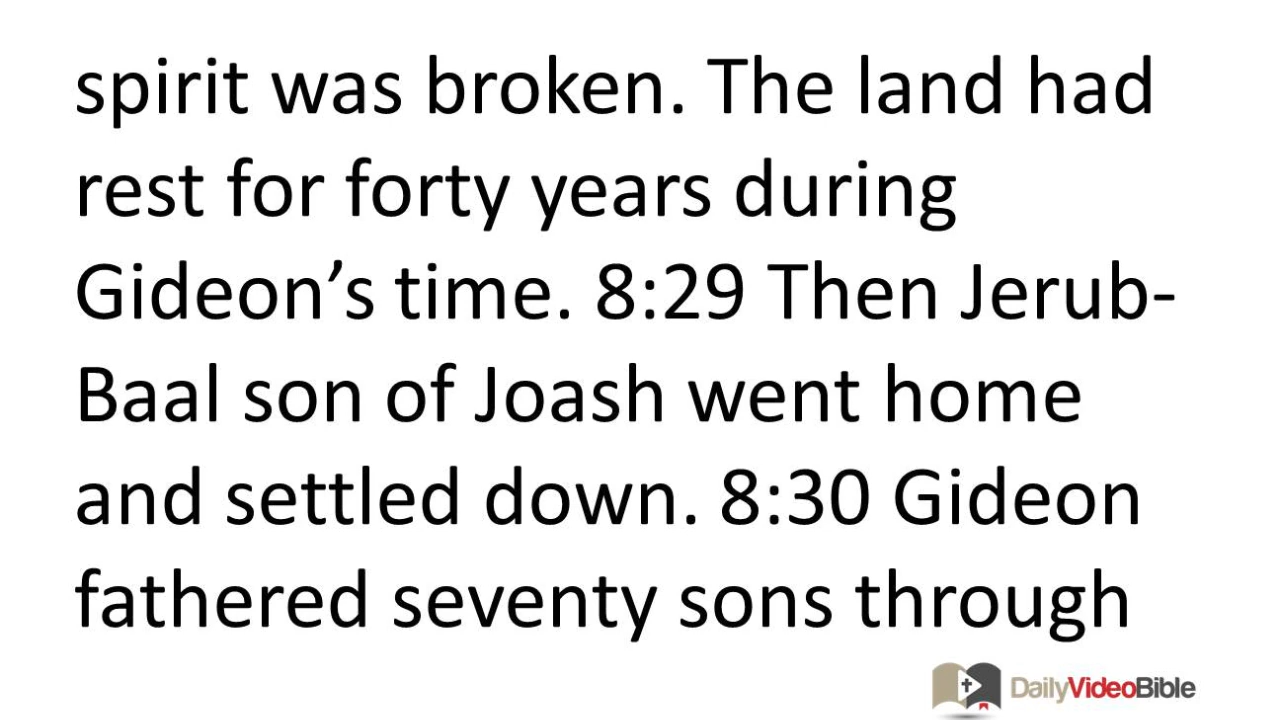 spirit was broken. The land had
rest for forty years during
Gideon’s time. 8:29 Then Jerub-
Baal son of Joash went home
and settled down. 8:30 Gideon
fathered seventy sons through
DailyVideoBible